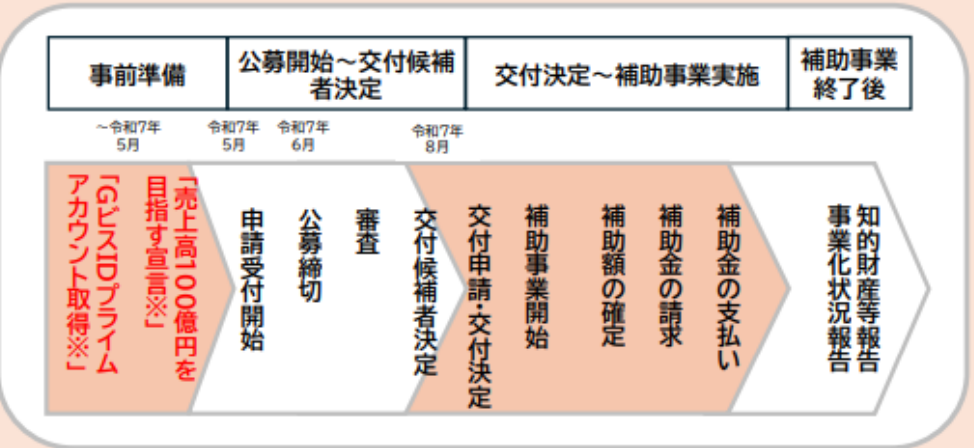 事前準備
公募開始～交付候補
者決定
交付決定～補助事業実施
補助事業
終了後
～令和7年
5月
令和7年
5月
令和7年
6月
令和7年
8月
「GビズIDプライム
アカウント取得※」
「売上高100億円を
目指す宣言※」
申請受付開始
公募締切
審査
交付候補者決定
交付申請・交付決定
補助事業開始
補助額の確定
補助金の請求
補助金の支払い
知的財産等報告
事業化状況報告